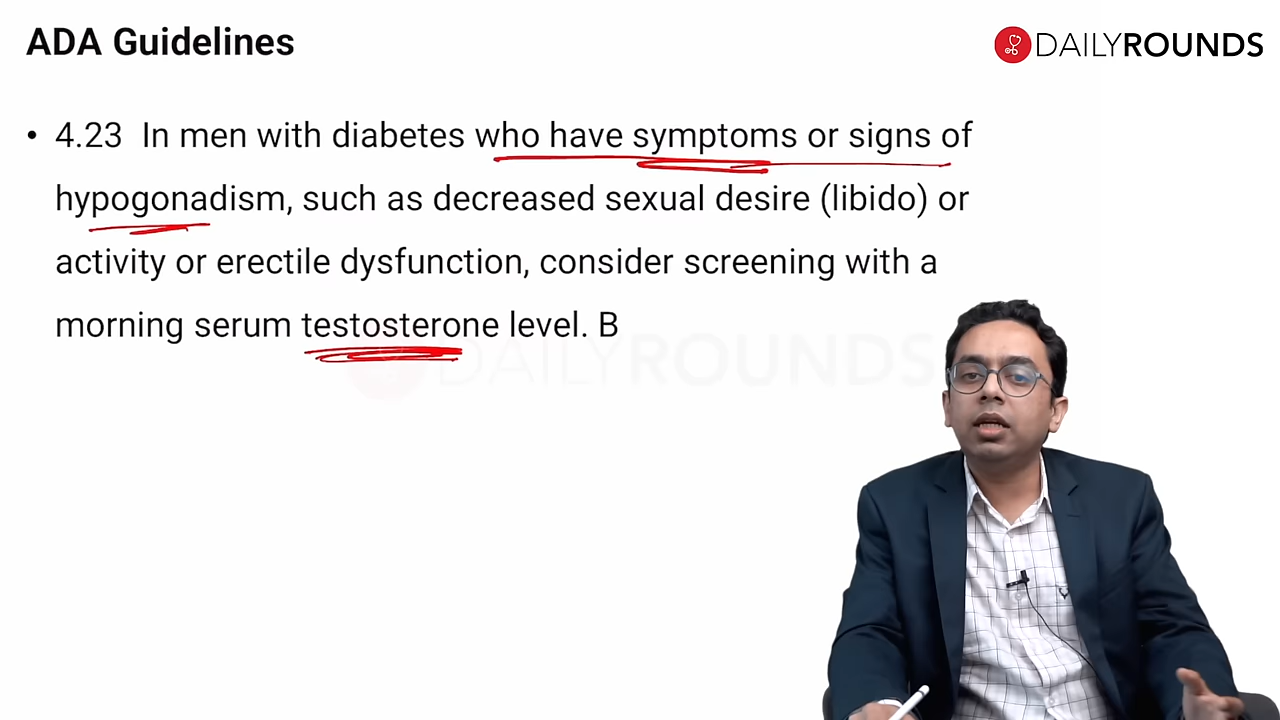 ADA Guidelines
DAILYROUNDS
• 4.23 In men with diabetes who have symptoms or signs of
hypogonadism, such as decreased sexual desire (libido) or
activity or erectile dysfunction, consider screening with a
morning serum testosterone level. B
DAILYROUNDS